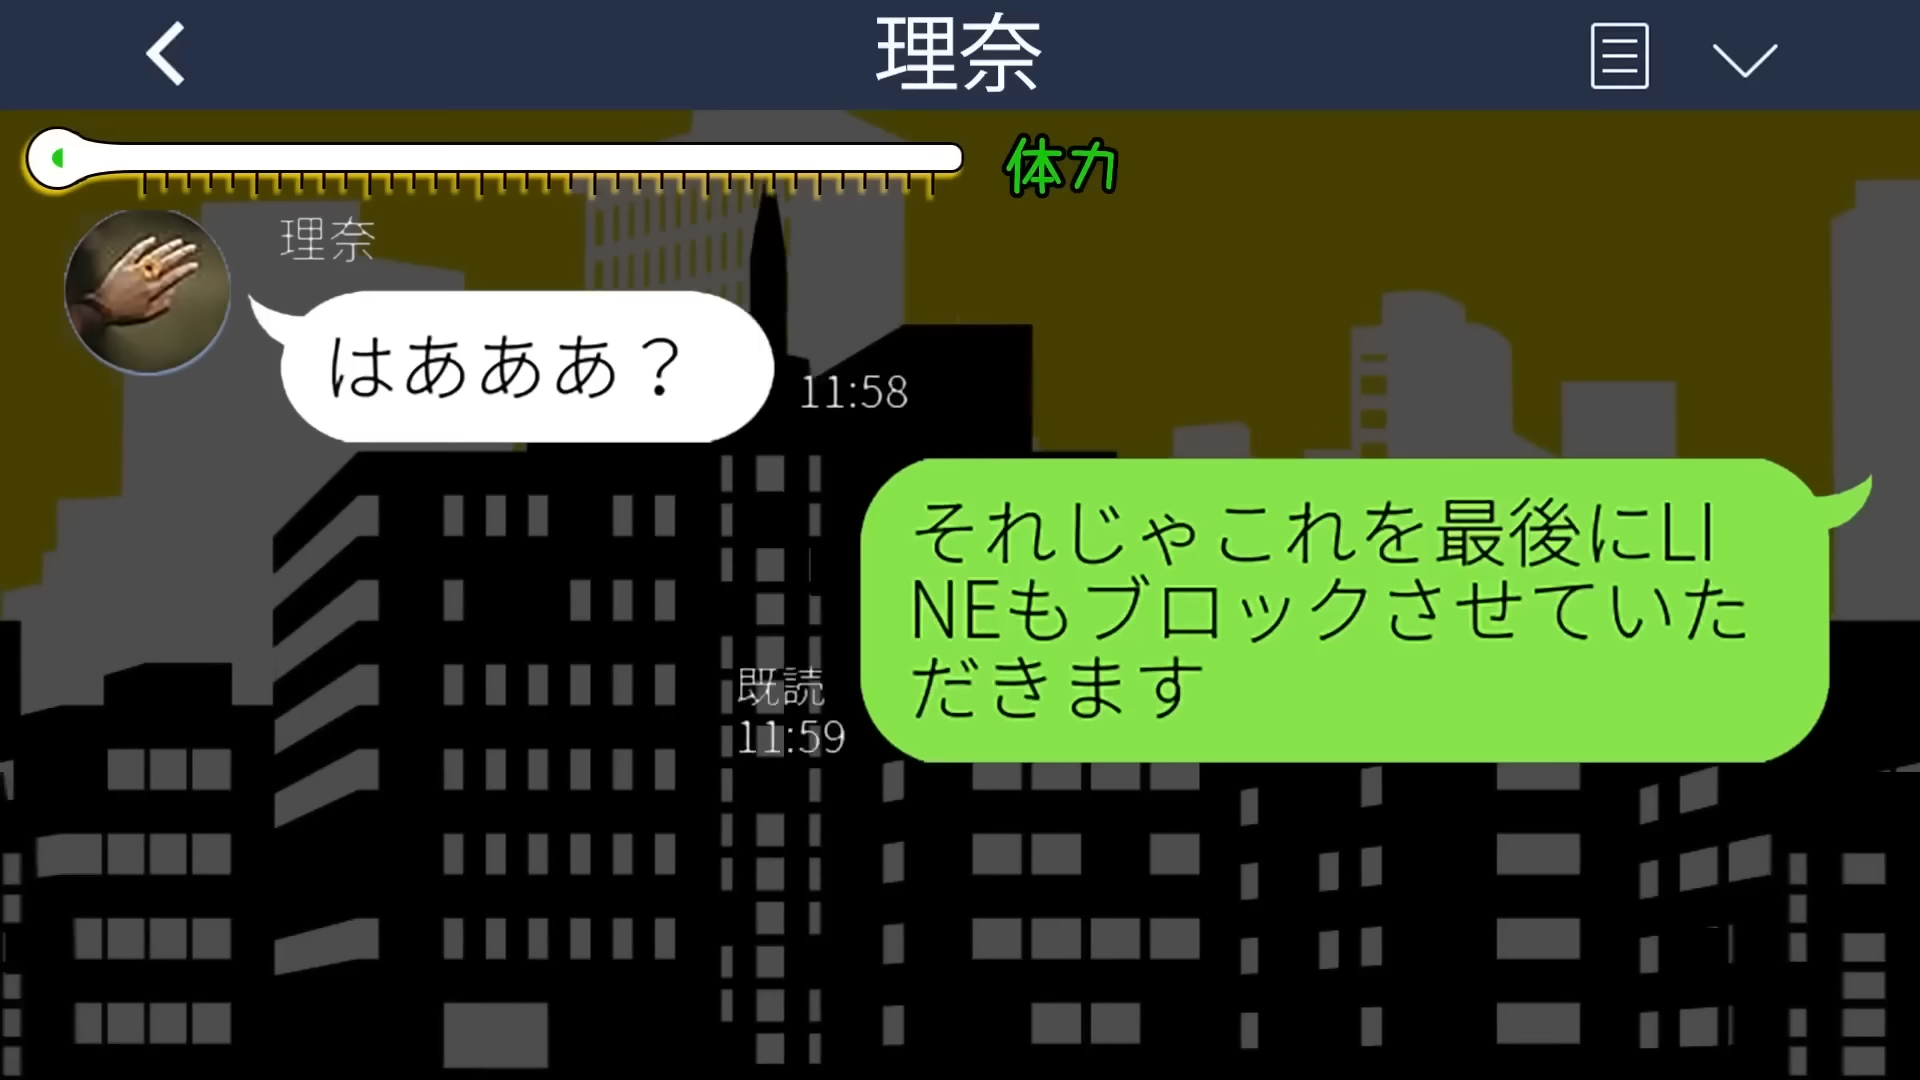 理奈
体力
理奈
はあああ？
11:58
それじゃこれを最後にLI
NEもブロックさせていた
だきます
既読
11:59